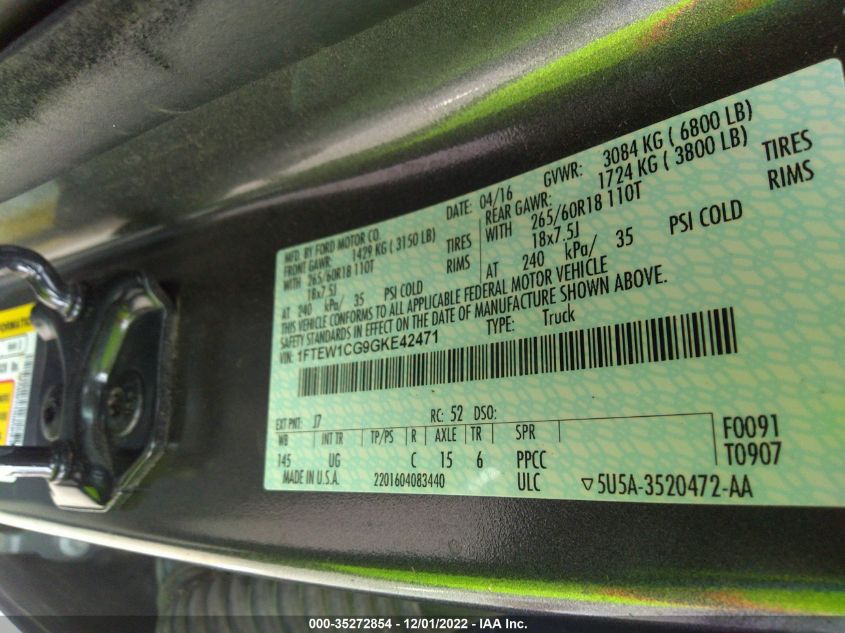 MFD. BY FORD MOTOR CO.
DATE: 04/16
GVWR: 3084 KG ( 6800 LB)
FRONT GAWR: 1429 KG ( 3150 LB)
REAR GAWR: 1724 KG ( 3800 LB)
WITH 265/60R18 110T TIRES
WITH 265/60R18 110T TIRES
18x7.5J RIMS
18x7.5J RIMS
AT 240 kPa/ 35 PSI COLD
AT 240 kPa/ 35 PSI COLD
THIS VEHICLE CONFORMS TO ALL APPLICABLE FEDERAL MOTOR VEHICLE
SAFETY STANDARDS IN EFFECT ON THE DATE OF MANUFACTURE SHOWN ABOVE.
VIN: 1FTEW1CG9GKE42471
TYPE: Truck
EXT PNT: J7 RC: 52 DSO:
WB INT TR TP/PS R AXLE TR SPR
145 UG C 15 6 PPCC
F0091
T0907
MADE IN U.S.A. 2201604083440 ULC ▽5U5A-3520472-AA
000-35272854 - 12/01/2022 - IAA Inc.